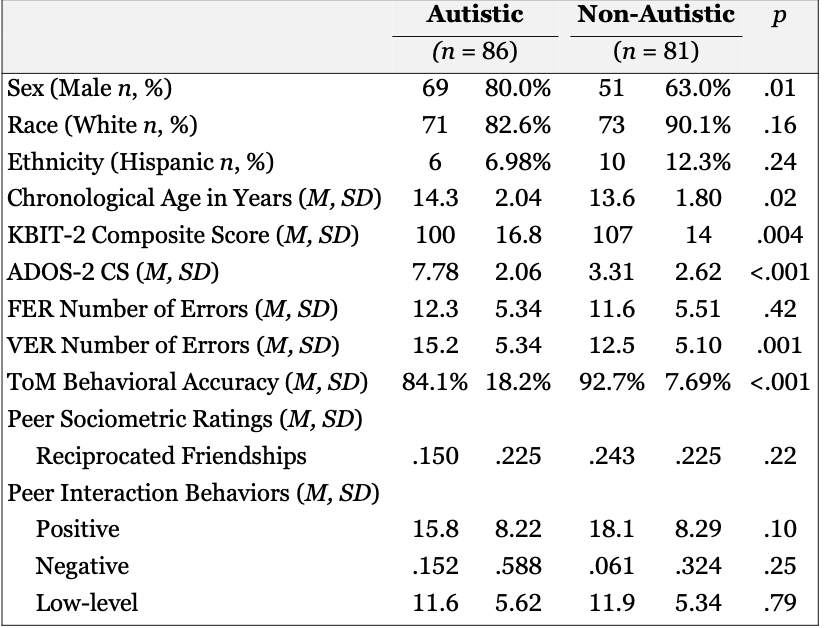 Autistic Non-Autistic p
(n = 86) (n = 81)
Sex (Male n, %) 69 80.0% 51 63.0% .01
Race (White n, %) 71 82.6% 73 90.1% .16
Ethnicity (Hispanic n, %) 6 6.98% 10 12.3% .24
Chronological Age in Years (M, SD) 14.3 2.04 13.6 1.80 .02
KBIT-2 Composite Score (M, SD) 100 16.8 107 14 .004
ADOS-2 CS (M, SD) 7.78 2.06 3.31 2.62 <.001
FER Number of Errors (M, SD) 12.3 5.34 11.6 5.51 .42
VER Number of Errors (M, SD) 15.2 5.34 12.5 5.10 .001
ToM Behavioral Accuracy (M, SD) 84.1% 18.2% 92.7% 7.69% <.001
Peer Sociometric Ratings (M, SD)
Reciprocated Friendships .150 .225 .243 .225 .22
Peer Interaction Behaviors (M, SD)
Positive 15.8 8.22 18.1 8.29 .10
Negative .152 .588 .061 .324 .25
Low-level 11.6 5.62 11.9 5.34 .79